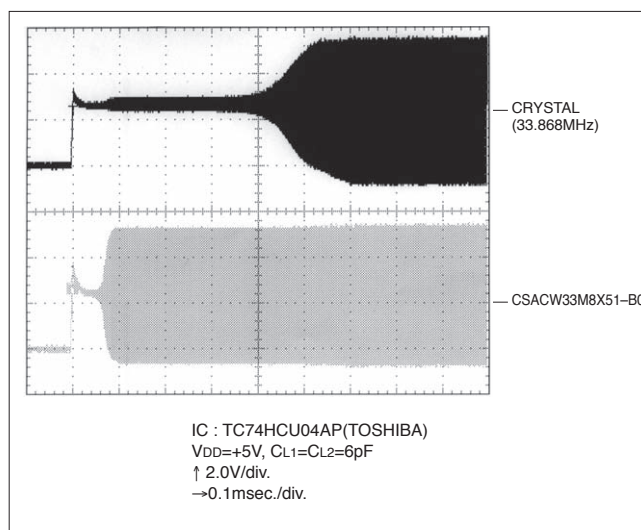 CRYSTAL
(33.868MHz)
CSACW33M8X51–B0
IC : TC74HCU04AP(TOSHIBA)
VDD=+5V, CL1=CL2=6pF
↑ 2.0V/div.
→0.1msec./div.